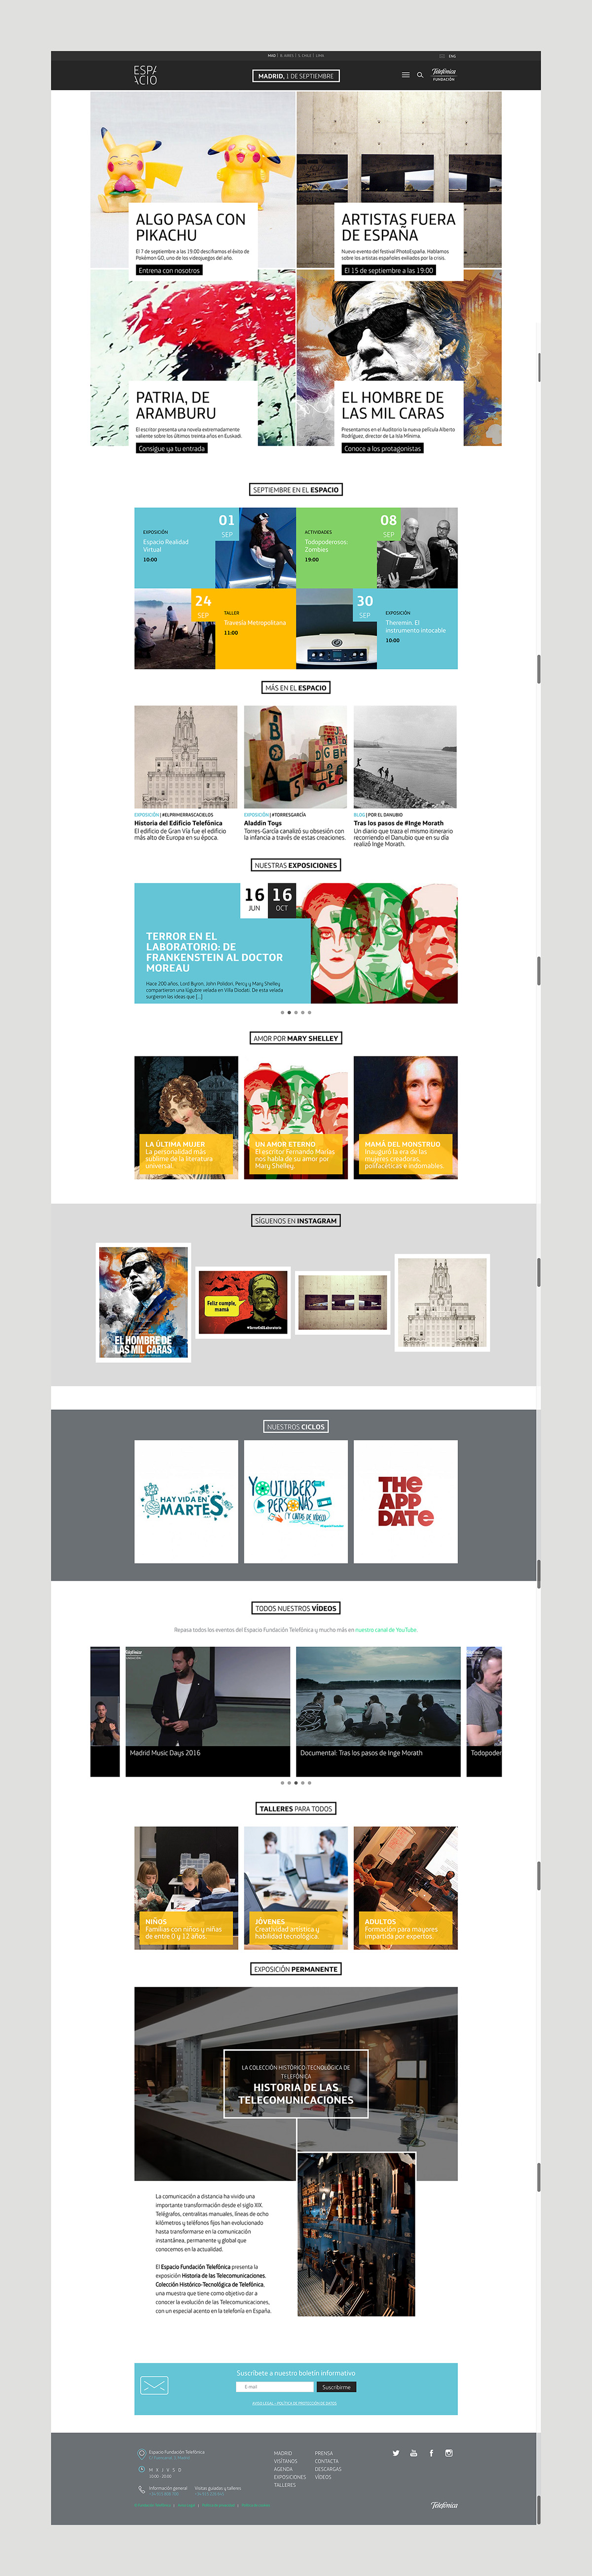 MAD | B. AIRES | S. CHILE | LIMA
ENG
ESPA
ACIO
MADRID, 1 DE SEPTIEMBRE
Telefónica
FUNDACIÓN
ALGO PASA CON
PIKACHU
El 7 de septiembre a las 19:00 desciframos el éxito de
Pokémon GO, uno de los videojuegos del año.
Entrena con nosotros
ARTISTAS FUERA
DE ESPAÑA
Nuevo evento del festival PhotoEspaña. Hablamos
sobre los artistas españoles exiliados por la crisis.
El 15 de septiembre a las 19:00
PATRIA, DE
ARAMBURU
El escritor presenta una novela extremadamente
valiente sobre los últimos treinta años en Euskadi.
Consigue ya tu entrada
EL HOMBRE DE
LAS MIL CARAS
Presentamos en el Auditorio la nueva película Alberto
Rodríguez, director de La Isla Mínima.
Conoce a los protagonistas
SEPTIEMBRE EN EL ESPACIO
01
SEP
EXPOSICIÓN
Espacio Realidad
Virtual
10:00
08
SEP
ACTIVIDADES
Todopoderosos:
Zombies
19:00
24
SEP
TALLER
Travesía Metropolitana
11:00
30
SEP
EXPOSICIÓN
Theremin. El
instrumento intocable
10:00
MÁS EN EL ESPACIO
EXPOSICIÓN | #ELPRIMERRASCACIELOS
Historia del Edificio Telefónica
El edificio de Gran Vía fue el edificio
más alto de Europa en su época.
EXPOSICIÓN | #TORRESGARCÍA
Aladdin Toys
Torres-García canalizó su obsesión con
la infancia a través de estas creaciones.
BLOG | POR EL DANUBIO
Tras los pasos de #Inge Morath
Un diario que traza el mismo itinerario
recorriendo el Danubio que en su día
realizó Inge Morath.
NUESTRAS EXPOSICIONES
16
JUN
16
OCT
TERROR EN EL
LABORATORIO: DE
FRANKENSTEIN AL DOCTOR
MOREAU
Hace 200 años, Lord Byron, John Polidori, Percy y Mary Shelley
compartieron una lúgubre velada en Villa Diodati. De esta velada
surgieron las ideas que [...]
AMOR POR MARY SHELLEY
LA ÚLTIMA MUJER
La personalidad más
sublime de la literatura
universal.
UN AMOR ETERNO
El escritor Fernando Marías
nos habla de su amor por
Mary Shelley.
MAMÁ DEL MONSTRUO
Inauguró la era de las
mujeres creadoras,
polifacéticas e indomables.
SÍGUENOS EN INSTAGRAM
EL HOMBRE DE
LAS MIL CARAS
Feliz cumple,
mamá
NUESTROS CICLOS
HAY VIDA EN
MARTES
YOUTUBERS
PERSONAS
(Y CINTAS DE VÍDEO)
THE
APP
DATE
TODOS NUESTROS VÍDEOS
Repasa todos los eventos del Espacio Fundación Telefónica y mucho más en nuestro canal de YouTube.
Telefónica
Madrid Music Days 2016
Documental: Tras los pasos de Inge Morath
Todopoder
TALLERES PARA TODOS
NIÑOS
Familias con niños y niñas
de entre 0 y 12 años.
JÓVENES
Creatividad artística y
habilidad tecnológica.
ADULTOS
Formación para mayores
impartida por expertos.
EXPOSICIÓN PERMANENTE
LA COLECCIÓN HISTÓRICO-TECNOLÓGICA DE
TELEFÓNICA
HISTORIA DE LAS
TELECOMUNICACIONES
La comunicación a distancia ha vivido una
importante transformación desde el siglo XIX.
Telégrafos, centralitas manuales, líneas de ocho
kilómetros y teléfonos fijos han evolucionado
hasta transformarse en la comunicación
instantánea, permanente y global que
conocemos en la actualidad.
El Espacio Fundación Telefónica presenta la
exposición Historia de las Telecomunicaciones.
Colección Histórico-Tecnológica de Telefónica,
una muestra que tiene como objetivo dar a
conocer la evolución de las Telecomunicaciones,
con un especial acento en la telefonía en España.
Suscríbete a nuestro boletín informativo
E-mail
Suscribirme
AVISO LEGAL | POLÍTICA DE PROTECCIÓN DE DATOS
Espacio Fundación Telefónica
M X J V S D
10:00 - 20:00
Información general
Visitas guiadas y talleres
MADRID
VISÍTANOS
AGENDA
EXPOSICIONES
TALLERES
PRENSA
CONTACTA
DESCARGAS
VÍDEOS
Telefónica